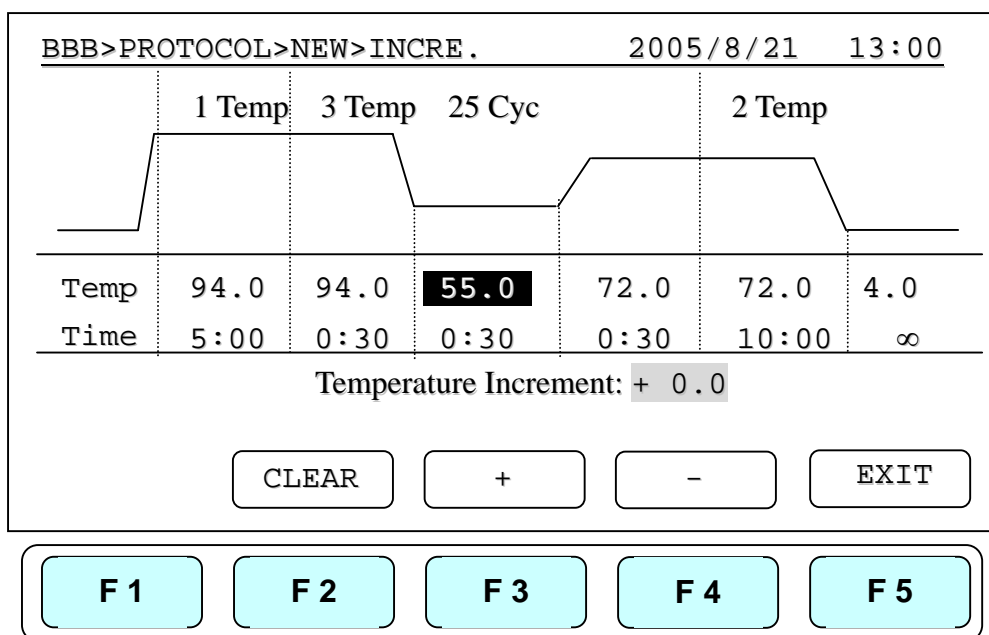 BBB>PROTOCOL>NEW>INCRE. 2005/8/21 13:00
1 Temp 3 Temp 25 Cyc 2 Temp
Temp 94.0 94.0 55.0 72.0 72.0 4.0
Time 5:00 0:30 0:30 0:30 10:00 ∞
Temperature Increment: + 0.0
CLEAR + - EXIT
F 1 F 2 F 3 F 4 F 5